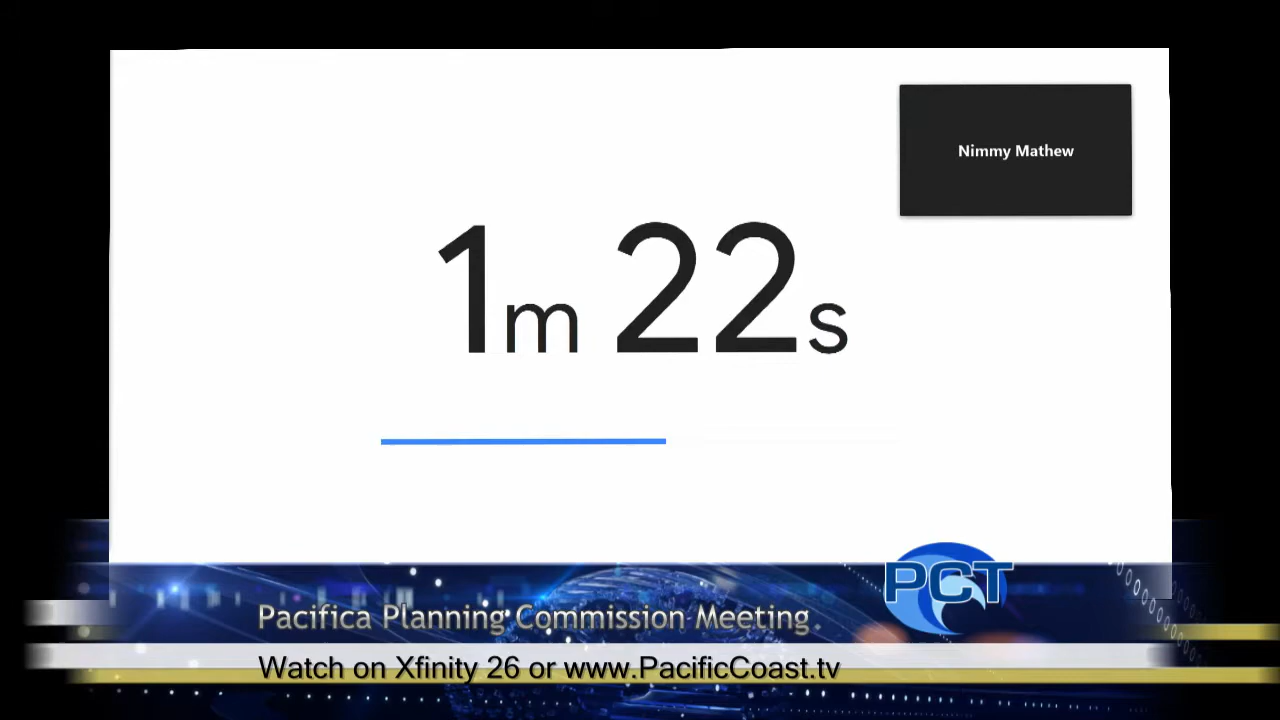 Nimmy Mathew
1m 22s
PCT
Pacifica Planning Commission Meeting
Watch on Xfinity 26 or www.PacificCoast.tv